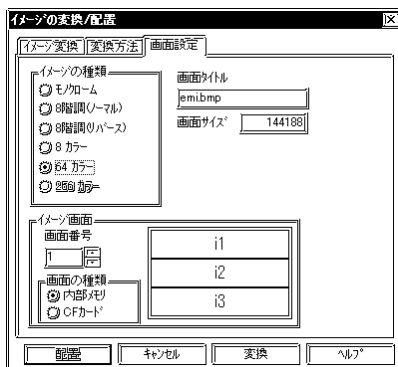 イメージの変換/配置
イメージ変換 変換方法 画面設定
イメージの種類
モノクローム
8階調(ノーマル)
8階調(リバース)
8 カラー
64 カラー
256 カラー
画面タイトル
emi.bmp
画面サイズ 144188
イメージ画面
画面番号
1
画面の種類
内部メモリ
CFカード
i1
i2
i3
配置 キャンセル 変換 ヘルプ